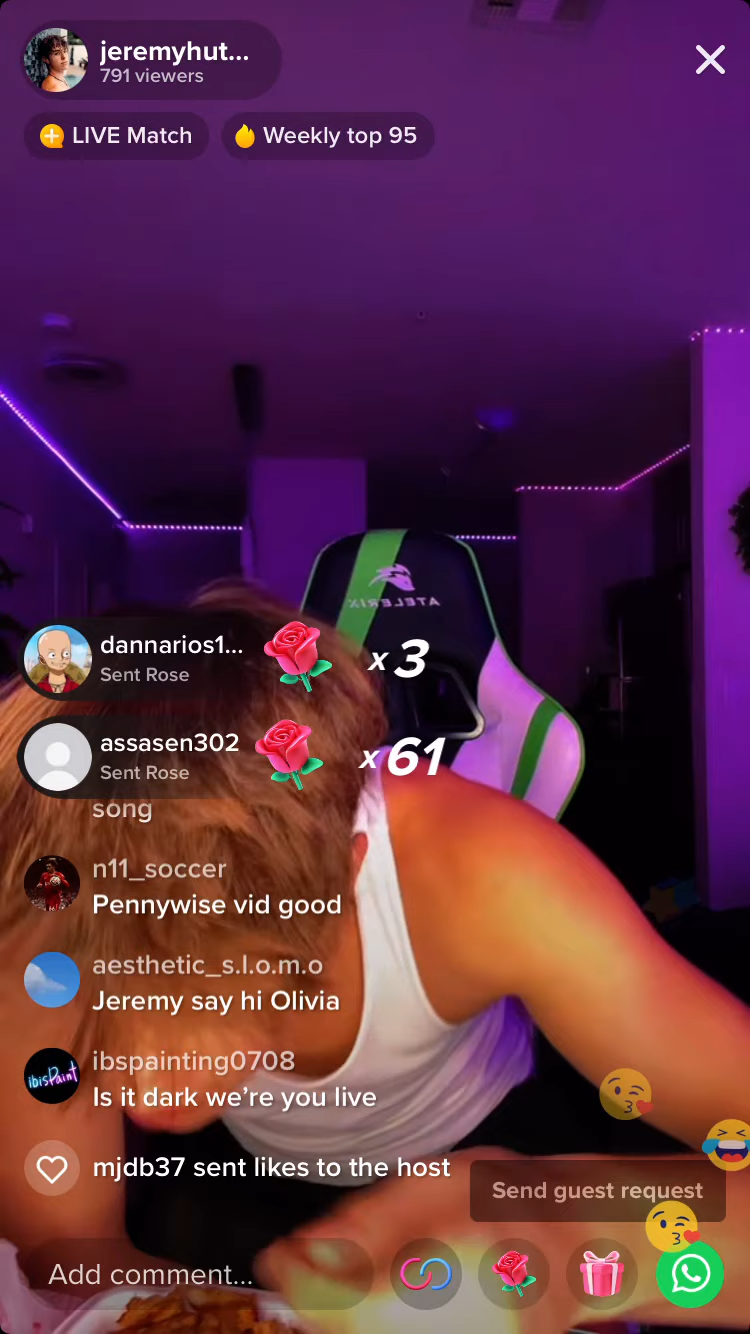 jeremyhut...
791 viewers
LIVE Match
Weekly top 95
ATELERIX
dannarios1...
Sent Rose
x3
assasen302
Sent Rose
x61
song
n11_soccer
Pennywise vid good
aesthetic_s.l.o.m.o
Jeremy say hi Olivia
ibspainting0708
ibisPaint
Is it dark we’re you live
mjdb37 sent likes to the host
Send guest request
Add comment...